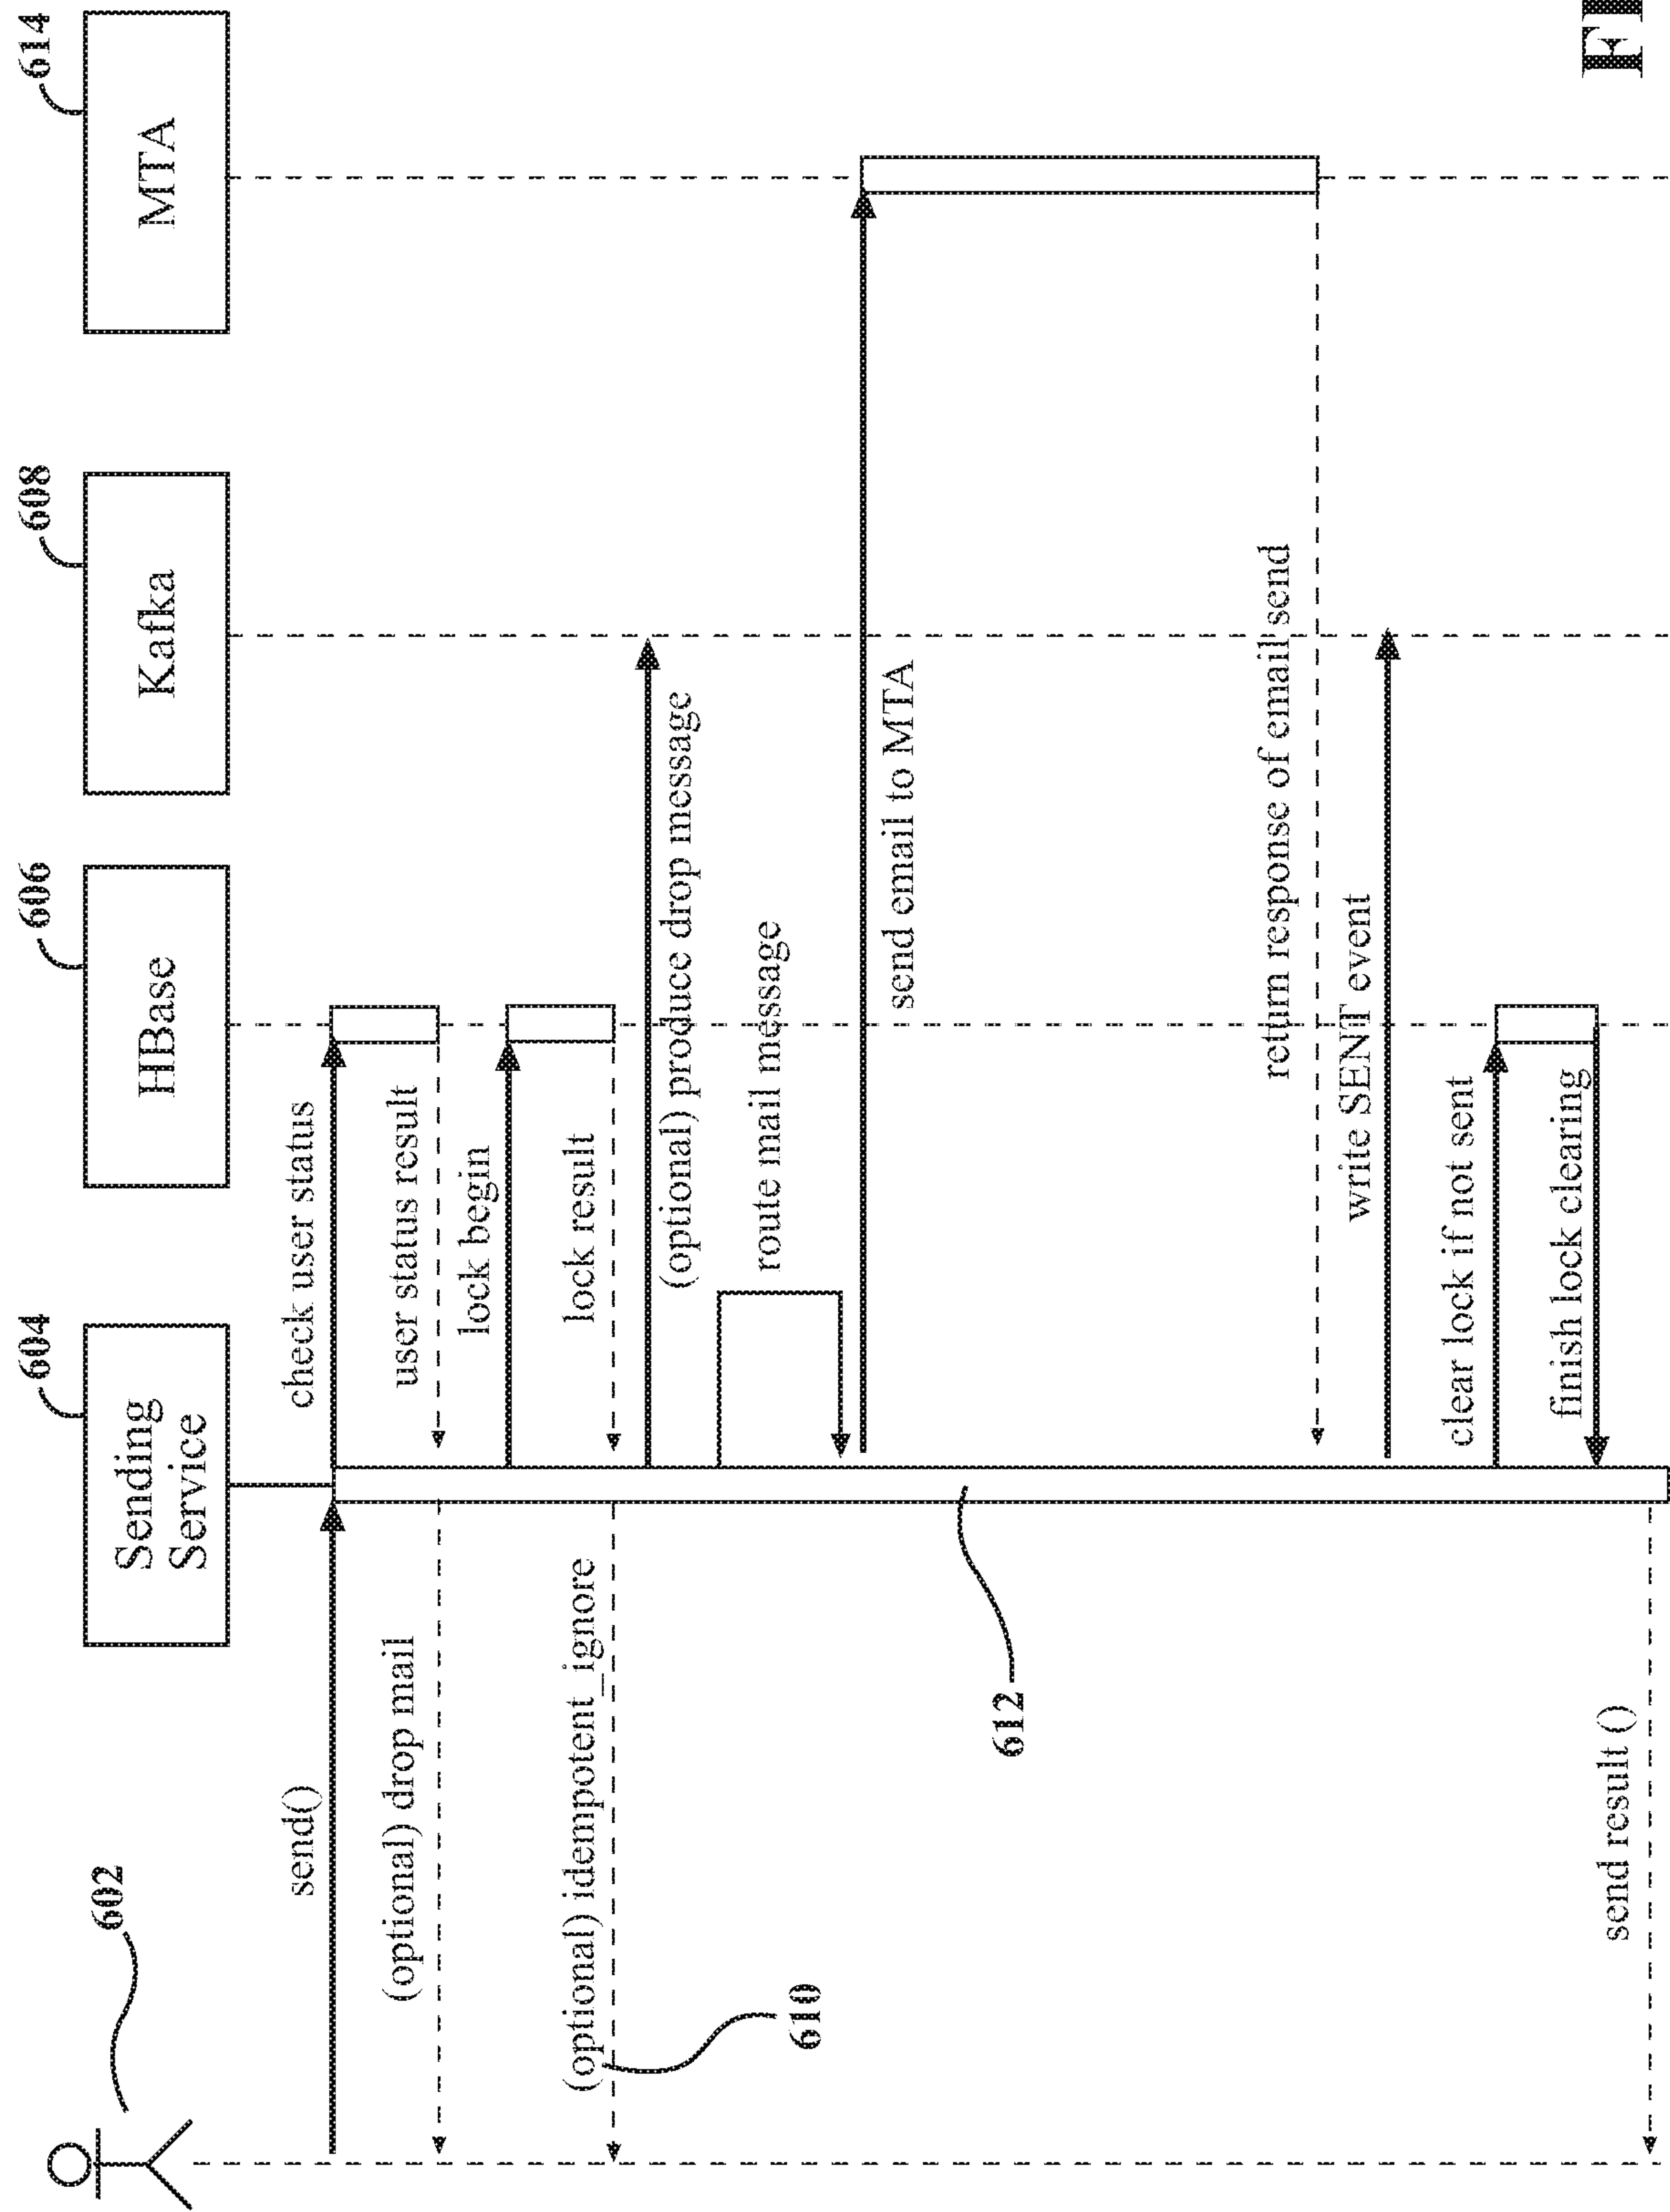 602
604
606
608
614
Sending
Service
HBase
Kafka
MTA
send()
check user status
(optional) drop mail
user status result
lock begin
(optional) idempotent_ignore
lock result
610
(optional) produce drop message
route mail message
send email to MTA
612
return response of email send
write SENT event
clear lock if not sent
finish lock clearing
send result ()